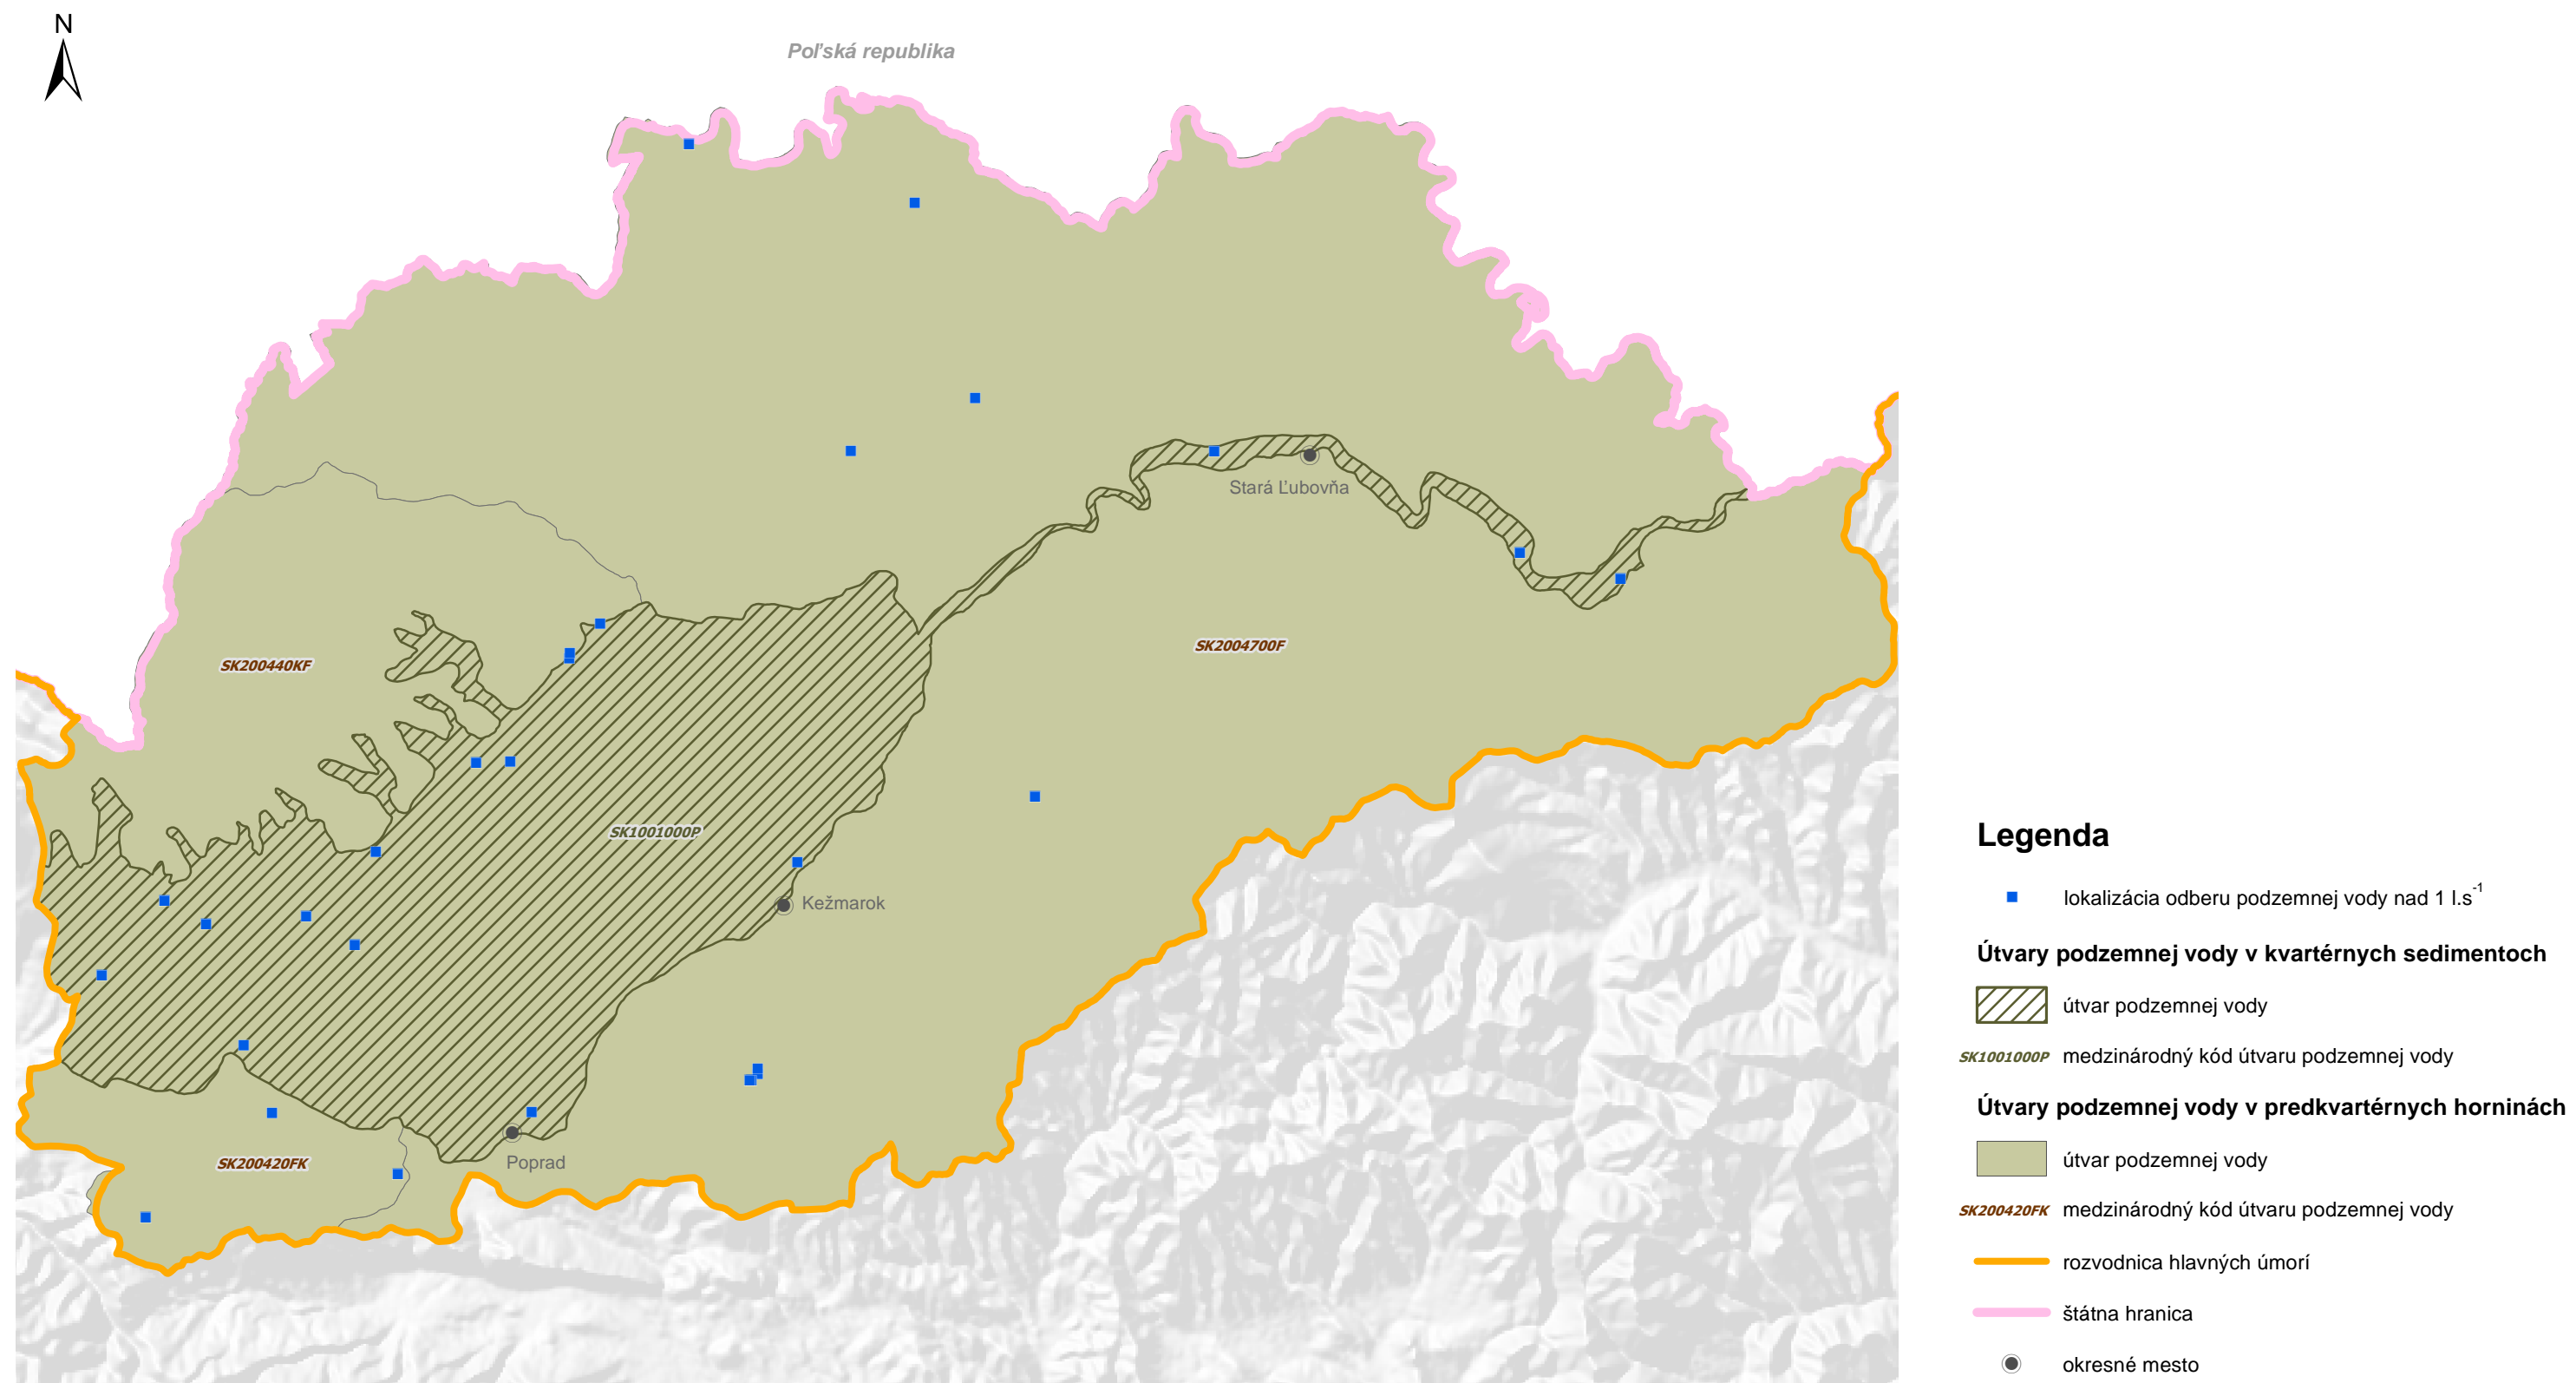 N
Poľská republika
Stará Ľubovňa
SK200440KF
SK2004700F
SK1001000P
Kežmarok
SK200420FK
Poprad
Legenda
lokalizácia odberu podzemnej vody nad 1 l.s-1
Útvary podzemnej vody v kvartérnych sedimentoch
útvar podzemnej vody
SK1001000P medzinárodný kód útvaru podzemnej vody
Útvary podzemnej vody v predkvartérnych horninách
útvar podzemnej vody
SK200420FK medzinárodný kód útvaru podzemnej vody
rozvodnica hlavných úmorí
štátna hranica
okresné mesto